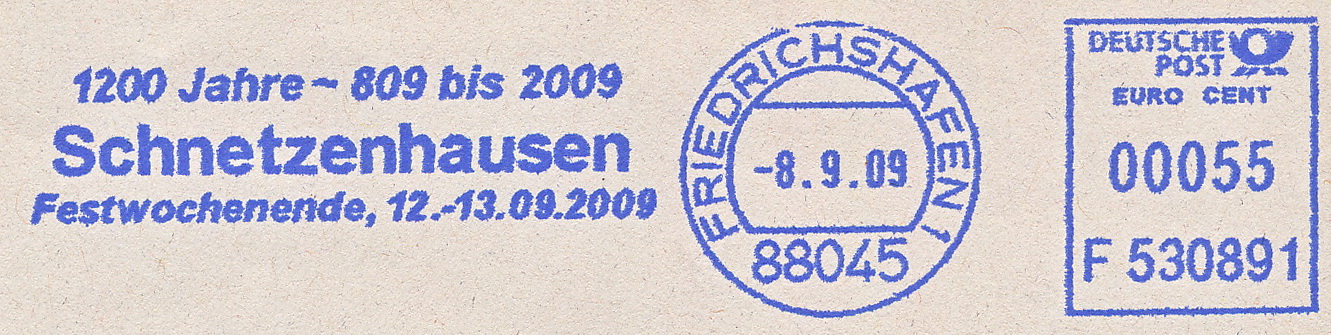 1200 Jahre ~ 809 bis 2009
Schnetzenhausen
Festwochenende, 12.-13.09.2009
FRIEDRICHSHAFEN 1
-8.9.09
88045
DEUTSCHE
POST
EURO CENT
00055
F 530891